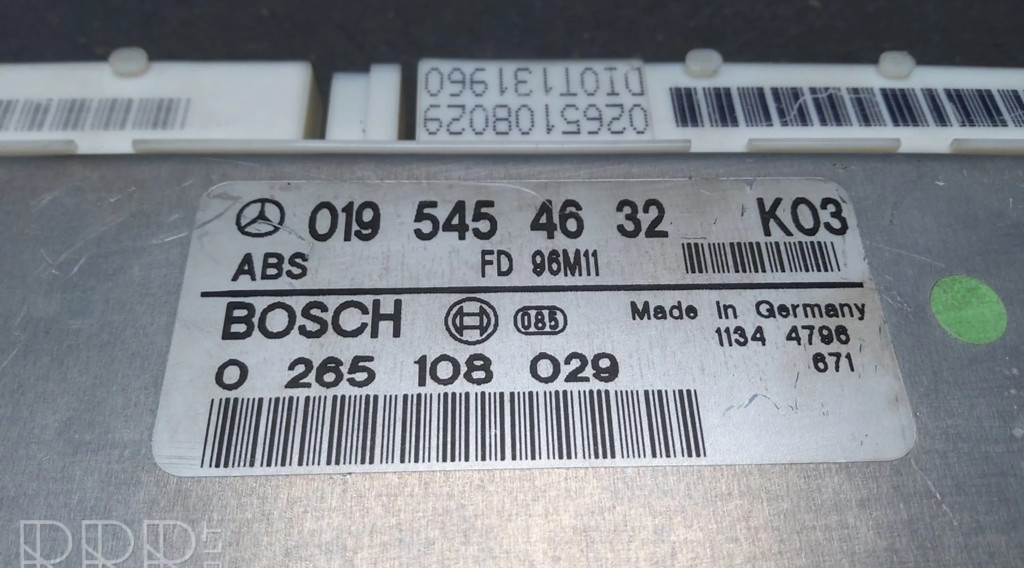 DIOT131960
0265108029
019 545 46 32 K03
ABS FD 96M11
BOSCH 085 Made In Germany
0 265 108 029 1134 4796
671